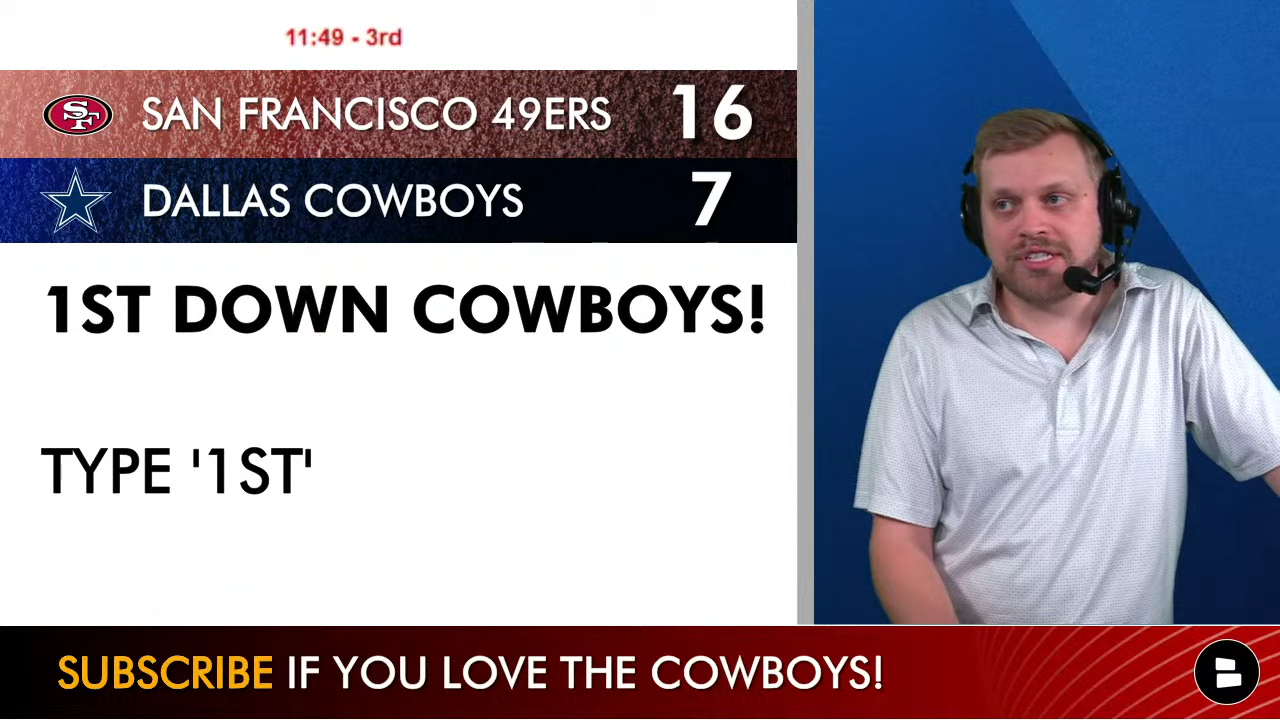 11:49 - 3rd
SAN FRANCISCO 49ERS 16
DALLAS COWBOYS 7
1ST DOWN COWBOYS!
TYPE '1ST'
SUBSCRIBE IF YOU LOVE THE COWBOYS!